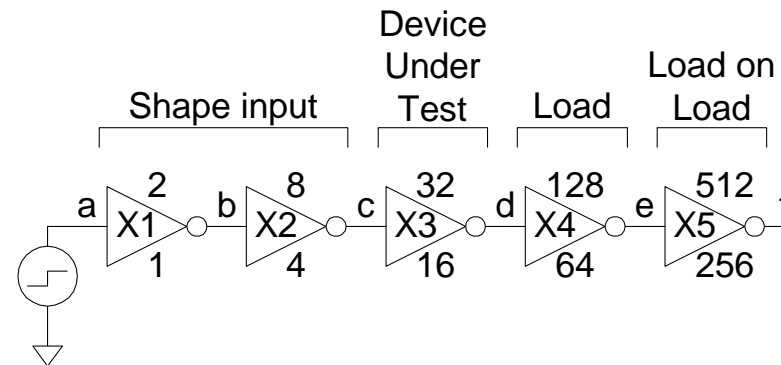 Device
Under
Test
Load on
Load
Shape input
Load
2 8 32 128 512
a X1 b X2 c X3 d X4 e X5
1 4 16 64 256